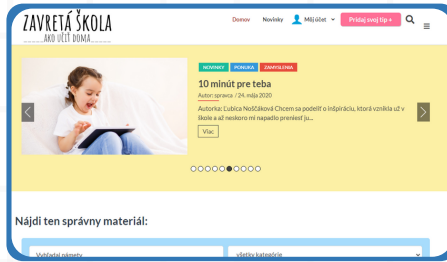 ZAVRETÁ ŠKOLA
AKO UČIŤ DOMA
Domov Novinky Môj účet Pridaj svoj tip »
NOVINKY PONUKA ZAMYSLENIA
10 minút pre teba
Autor: spravca / 24. mája 2020
Autorka: Ľubica Noščáková Chcem sa podeliť o inšpiráciu, ktorá vznikla už v
škole a až neskoro mi napadlo preniesť ju...
Viac
Nájdi ten správny materiál:
Vyhľadaj námety všetky kategórie